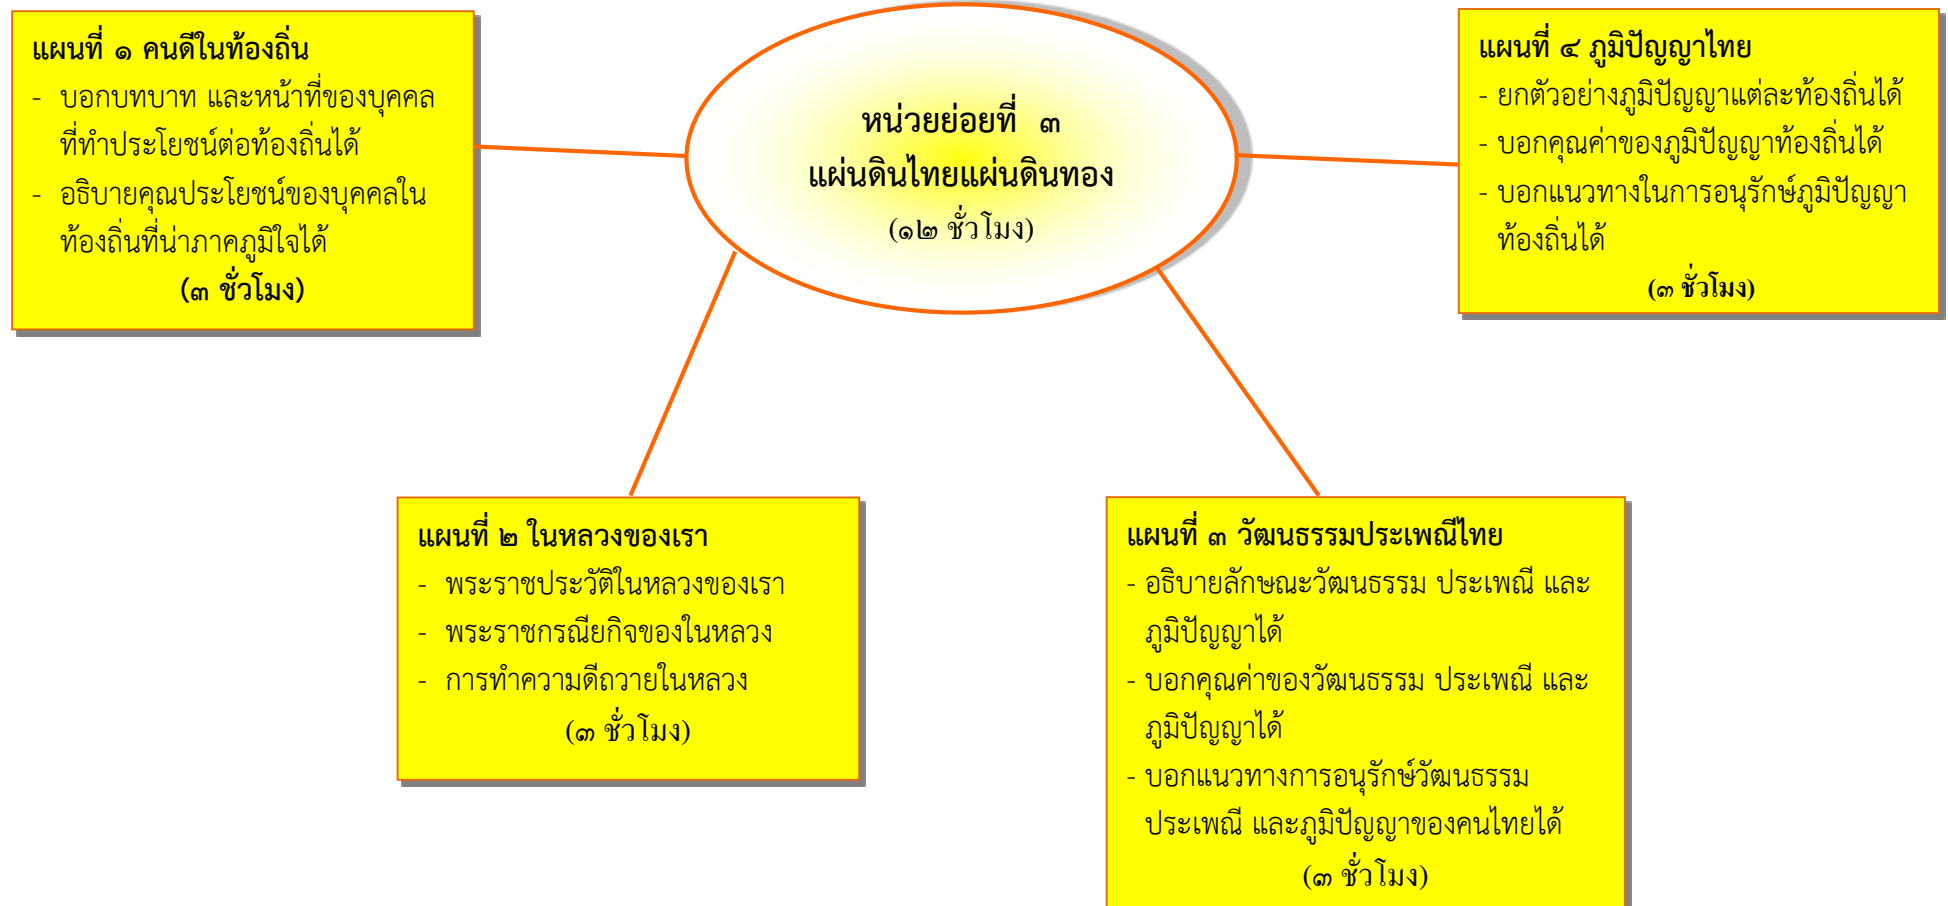 แผนที่ ๑ คนดีในท้องถิ่น
- บอกบทบาท และหน้าที่ของบุคคล
ที่ทำประโยชน์ต่อท้องถิ่นได้
- อธิบายคุณประโยชน์ของบุคคลใน
ท้องถิ่นที่น่าภาคภูมิใจได้
(๓ ชั่วโมง)
หน่วยย่อยที่ ๓
แผ่นดินไทยแผ่นดินทอง
(๑๒ ชั่วโมง)
แผนที่ ๔ ภูมิปัญญาไทย
- ยกตัวอย่างภูมิปัญญาแต่ละท้องถิ่นได้
- บอกคุณค่าของภูมิปัญญาท้องถิ่นได้
- บอกแนวทางในการอนุรักษ์ภูมิปัญญา
ท้องถิ่นได้
(๓ ชั่วโมง)
แผนที่ ๒ ในหลวงของเรา
- พระราชประวัติในหลวงของเรา
- พระราชกรณียกิจของในหลวง
- การทำความดีถวายในหลวง
(๓ ชั่วโมง)
แผนที่ ๓ วัฒนธรรมประเพณีไทย
- อธิบายลักษณะวัฒนธรรม ประเพณี และ
ภูมิปัญญาได้
- บอกคุณค่าของวัฒนธรรม ประเพณี และ
ภูมิปัญญาได้
- บอกแนวทางการอนุรักษ์วัฒนธรรม
ประเพณี และภูมิปัญญาของคนไทยได้
(๓ ชั่วโมง)